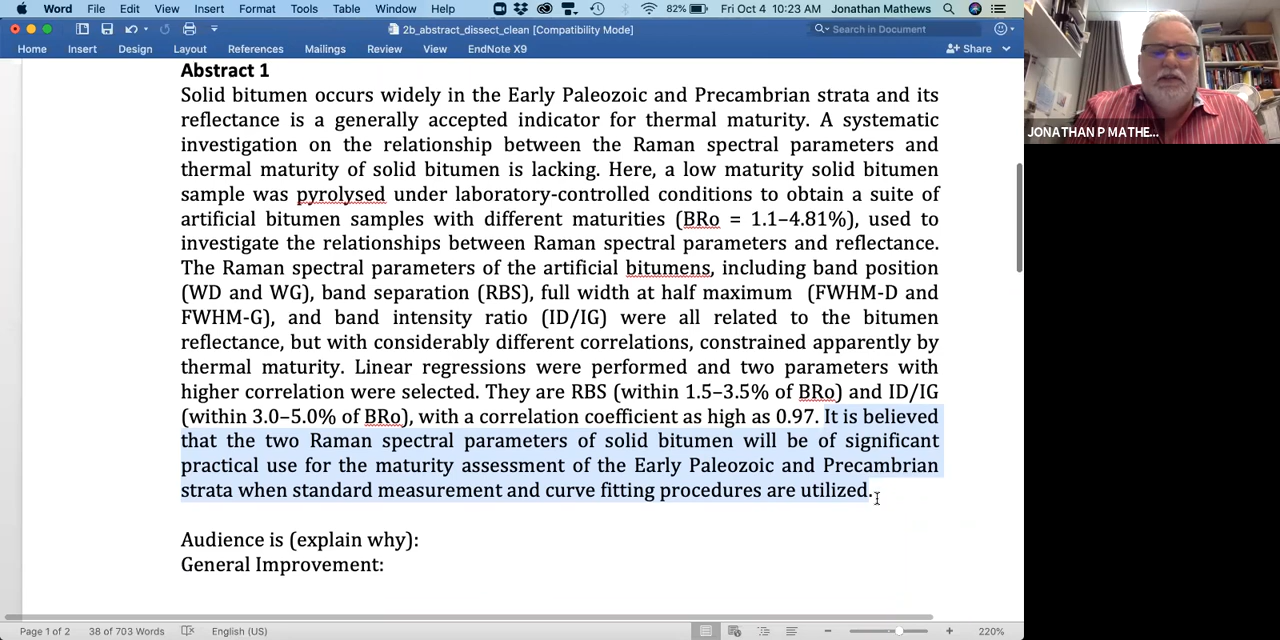 Word File Edit View Insert Format Tools Table Window Help 82% Fri Oct 4 10:23 AM Jonathan Mathews
2b_abstract_dissect_clean [Compatibility Mode] Search in Document
Home Insert Design Layout References Mailings Review View EndNote X9 Share
Abstract 1
Solid bitumen occurs widely in the Early Paleozoic and Precambrian strata and its
reflectance is a generally accepted indicator for thermal maturity. A systematic
investigation on the relationship between the Raman spectral parameters and
thermal maturity of solid bitumen is lacking. Here, a low maturity solid bitumen
sample was pyrolysed under laboratory-controlled conditions to obtain a suite of
artificial bitumen samples with different maturities (BRo = 1.1–4.81%), used to
investigate the relationships between Raman spectral parameters and reflectance.
The Raman spectral parameters of the artificial bitumens, including band position
(WD and WG), band separation (RBS), full width at half maximum (FWHM-D and
FWHM-G), and band intensity ratio (ID/IG) were all related to the bitumen
reflectance, but with considerably different correlations, constrained apparently by
thermal maturity. Linear regressions were performed and two parameters with
higher correlation were selected. They are RBS (within 1.5–3.5% of BRo) and ID/IG
(within 3.0–5.0% of BRo), with a correlation coefficient as high as 0.97. It is believed
that the two Raman spectral parameters of solid bitumen will be of significant
practical use for the maturity assessment of the Early Paleozoic and Precambrian
strata when standard measurement and curve fitting procedures are utilized.
Audience is (explain why):
General Improvement:
Page 1 of 2 38 of 703 Words English (US) 220%
JONATHAN P MATHE...